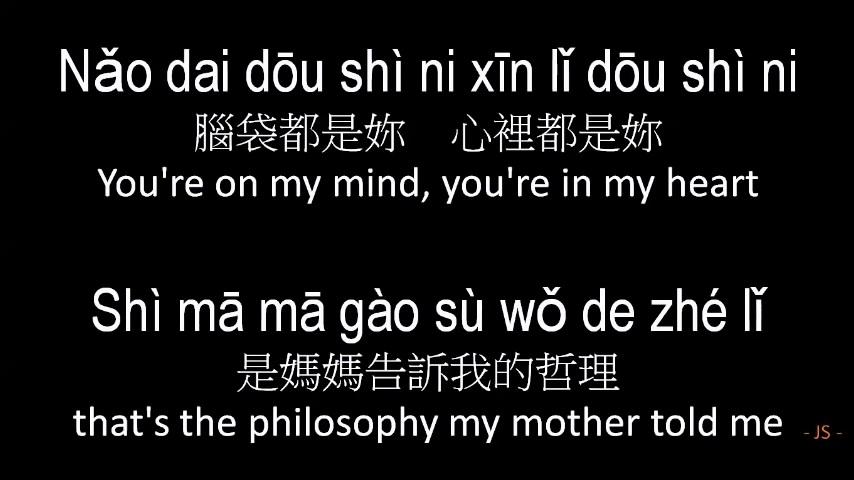 Nǎo dai dōu shì ni xīn lǐ dōu shì ni
腦袋都是妳　心裡都是妳
You're on my mind, you're in my heart
Shì mā mā gào sù wǒ de zhé lǐ
是媽媽告訴我的哲理
that's the philosophy my mother told me
- JS -